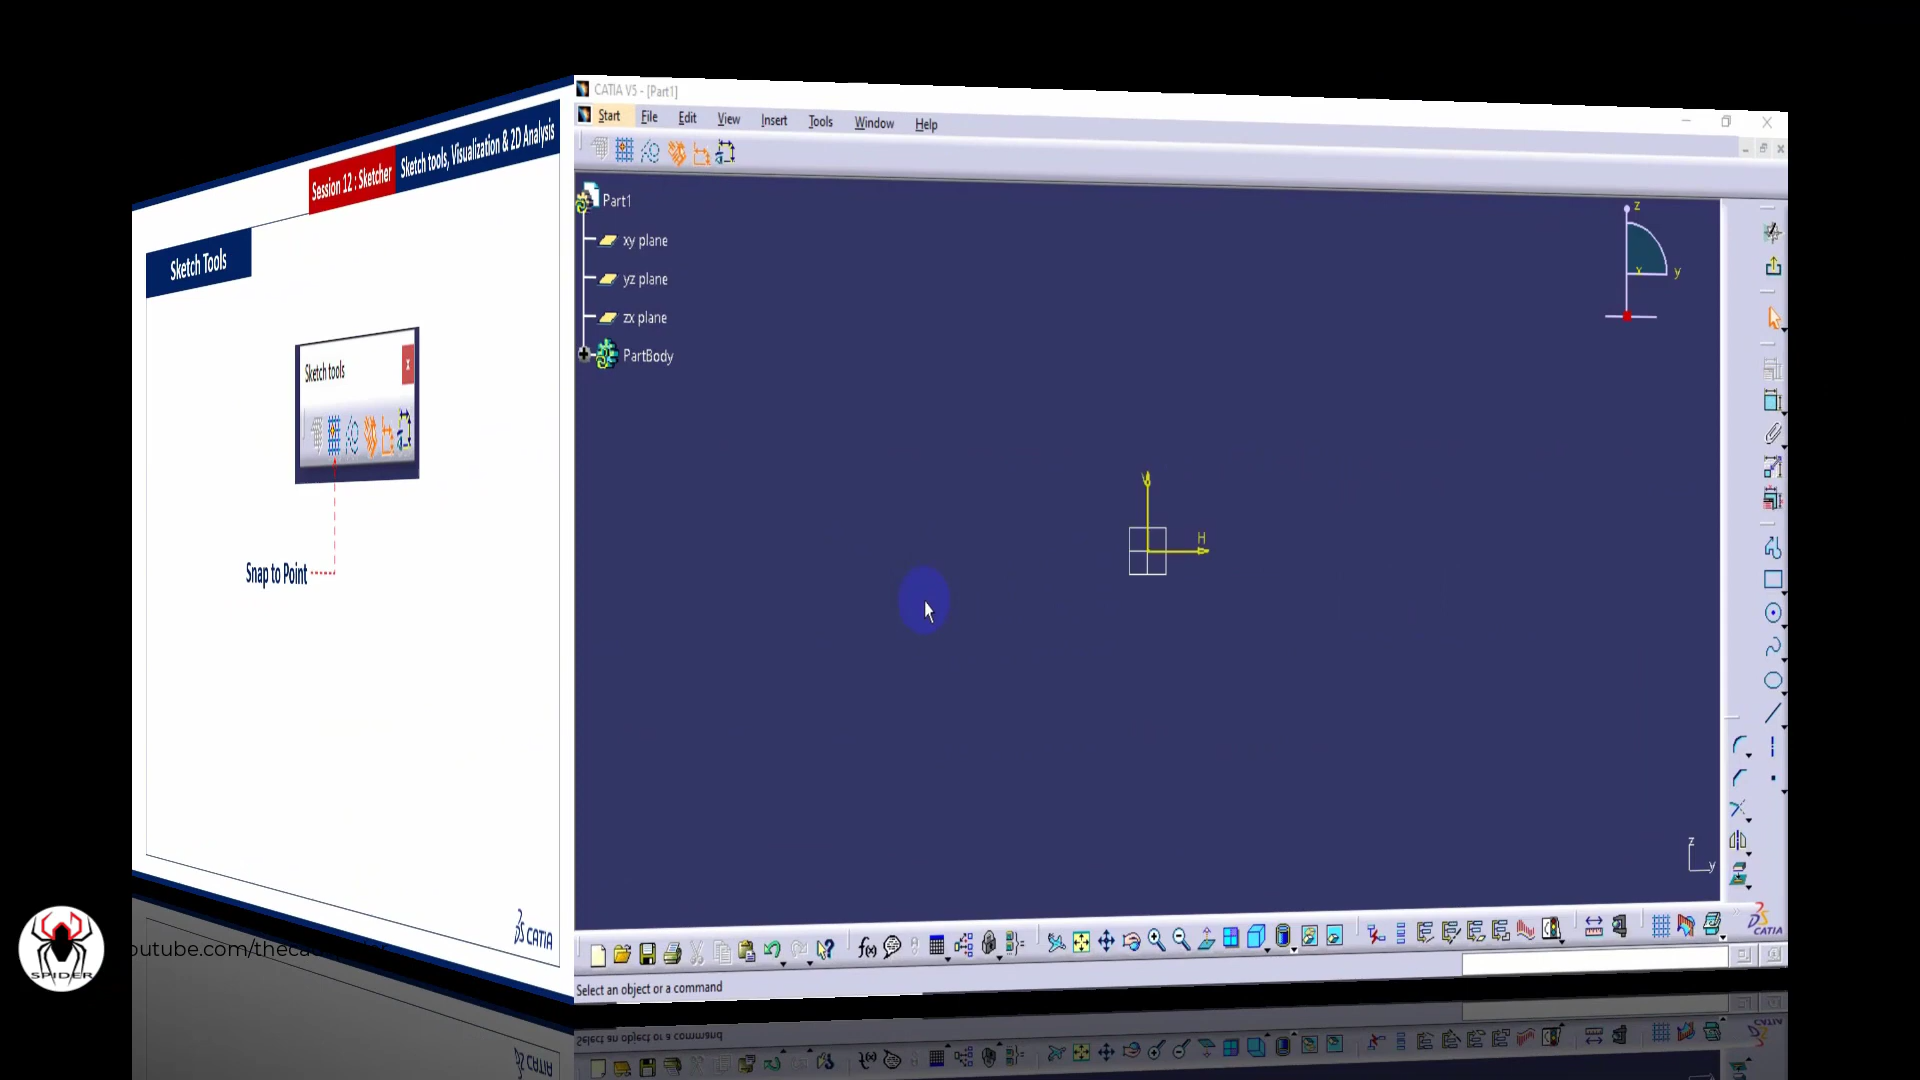 Session 12 : Sketcher
Sketch tools, Visualization & 2D Analysis
Sketch Tools
Sketch tools
x
Snap to Point
CATIA
CATIA V5 - [Part1]
Start
File
Edit
View
Insert
Tools
Window
Help
Part1
xy plane
yz plane
zx plane
PartBody
z
x
y
V
H
z
y
f(x)
CATIA
Select an object or a command
SPIDER
outube.com/theca